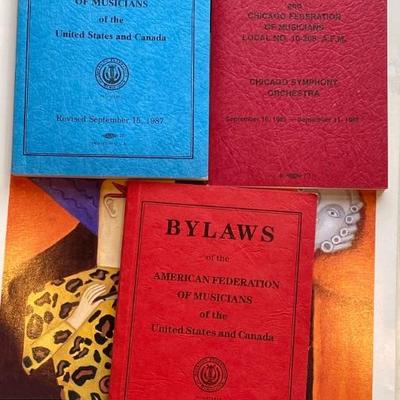 OF MUSICIANS
of the
United States and Canada
Revised September 15, 1987
AND
CHICAGO FEDERATION
OF MUSICIANS
LOCAL NO. 10-208, A.F.M.
CHICAGO SYMPHONY
ORCHESTRA
BYLAWS
of the
AMERICAN FEDERATION
OF MUSICIANS
of the
United States and Canada